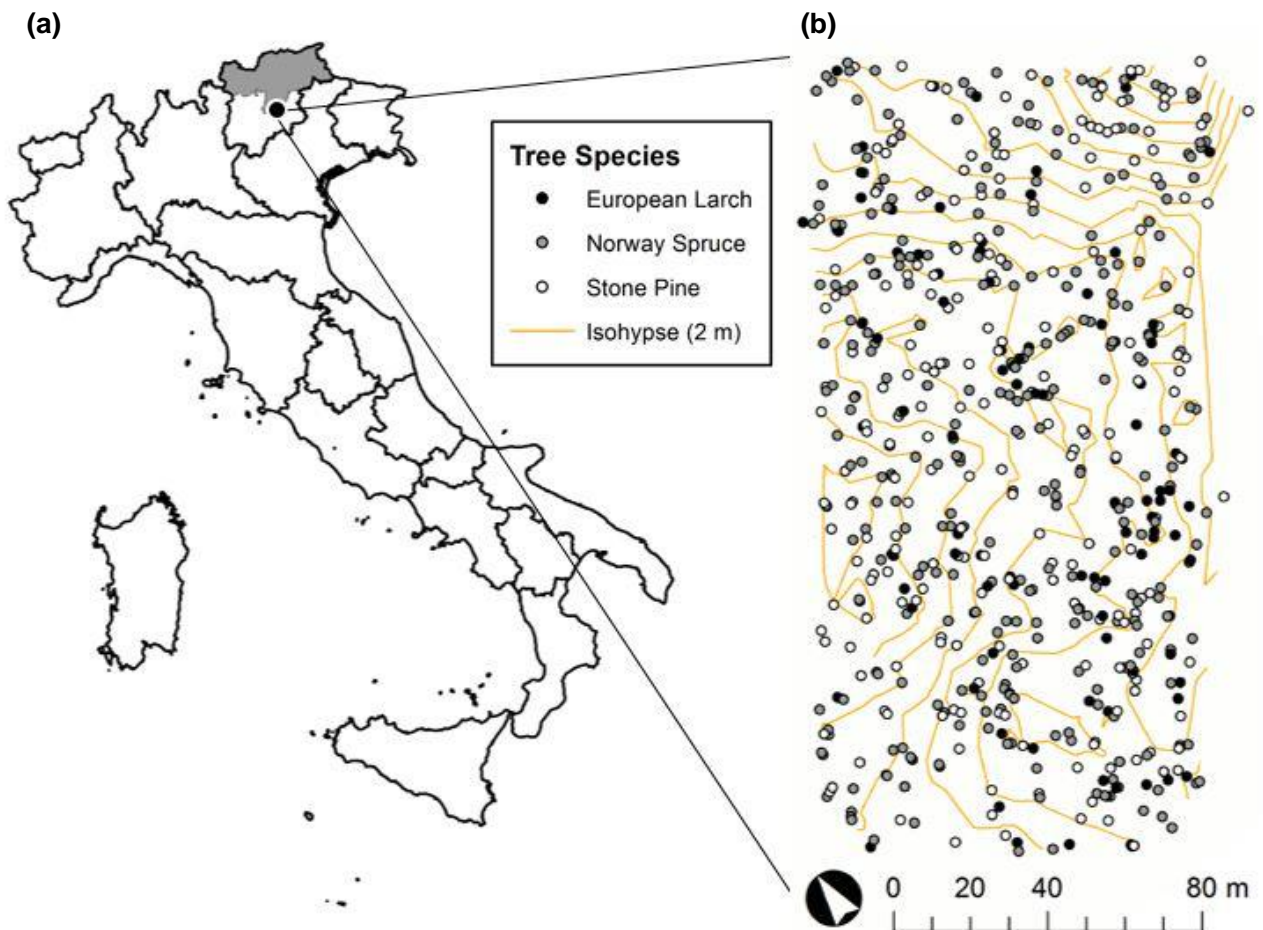 (a)
(b)
Tree Species
European Larch
Norway Spruce
Stone Pine
Isohypse (2 m)
0 20 40 80 m